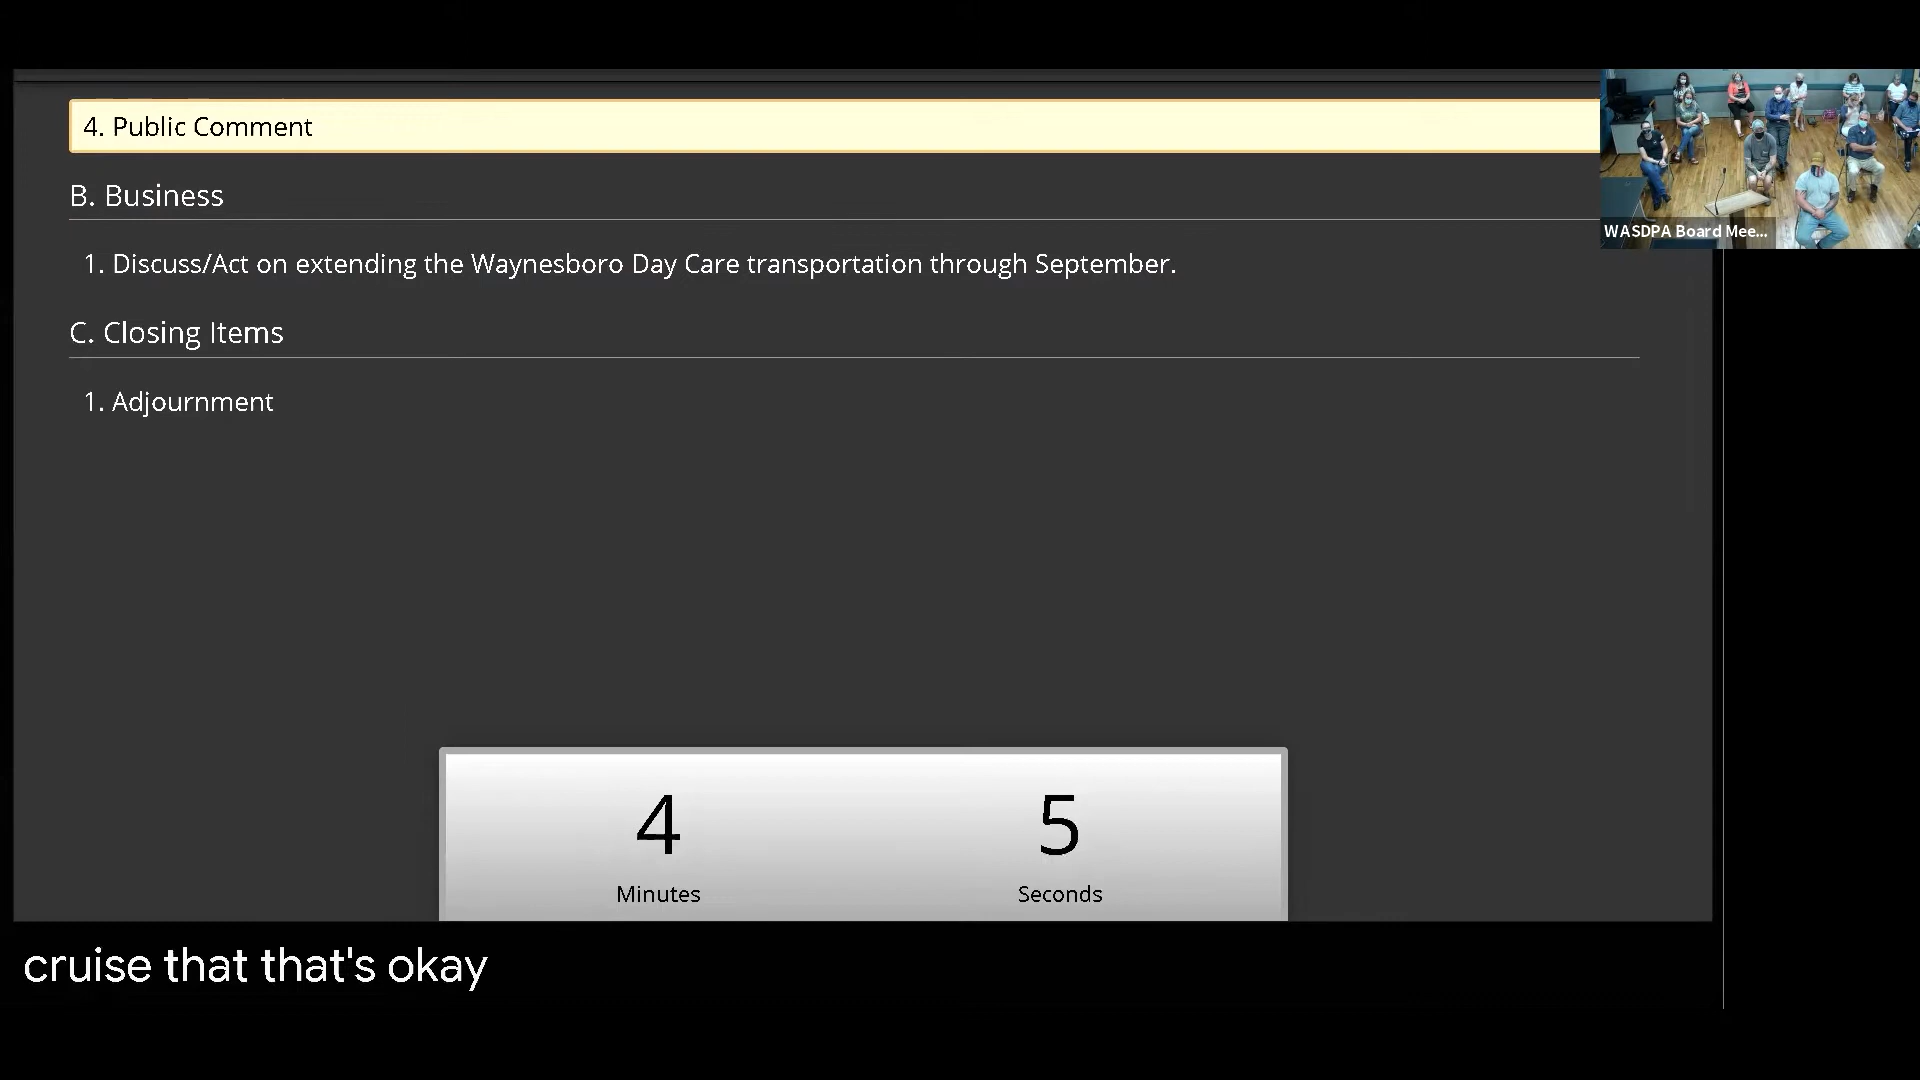 4. Public Comment
B. Business
1. Discuss/Act on extending the Waynesboro Day Care transportation through September.
C. Closing Items
1. Adjournment
WASDPA Board Mee...
4 5
Minutes Seconds
cruise that that's okay